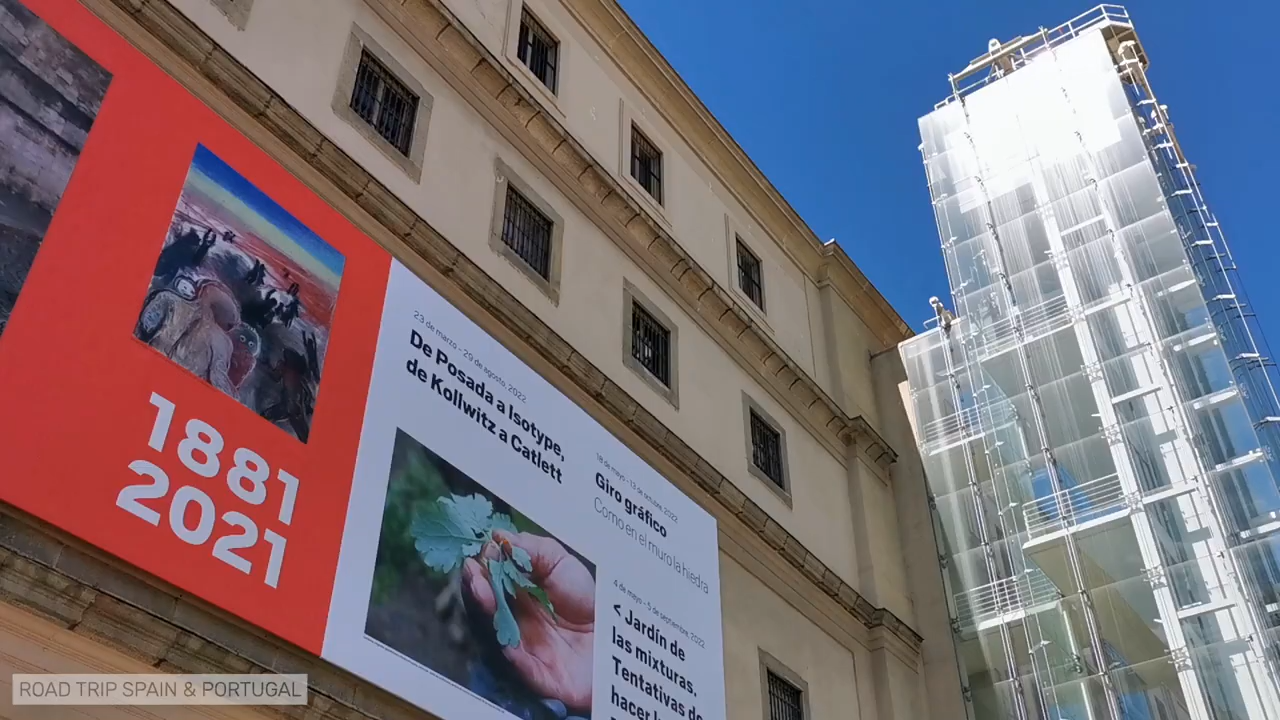 1881
2021
23 de marzo - 29 de agosto, 2022
De Posada a Isotype,
de Kollwitz a Catlett
18 de mayo - 13 de octubre, 2022
Giro gráfico
Como en el muro la hiedra
4 de mayo - 5 de septiembre, 2022
< Jardín de
las mixturas.
Tentativas de
hacer
ROAD TRIP SPAIN & PORTUGAL